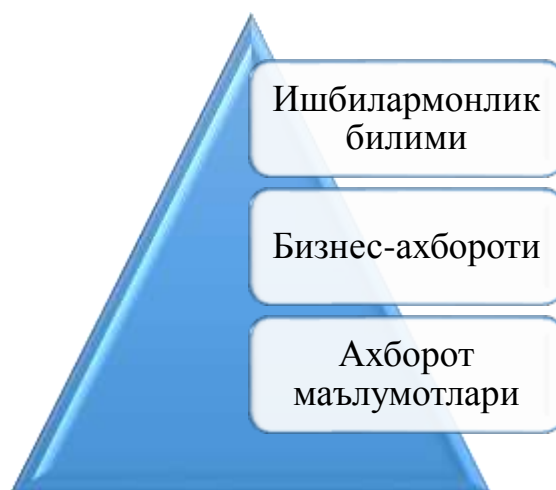 Ишбилармонлик
билими
Бизнес-ахбороти
Ахборот
маълумотлари